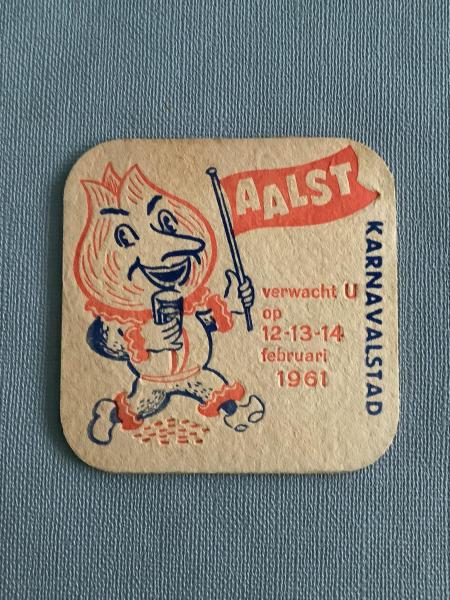 AALST
KARNAVALSTAD
verwacht U
op
12-13-14
februari
1961